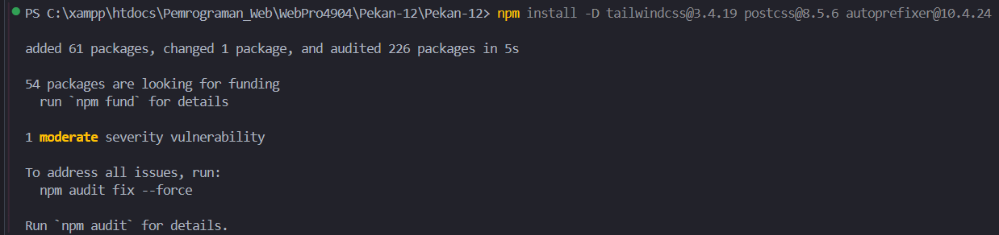 PS C:\xampp\htdocs\Pemrograman_Web\WebPro4904\Pekan-12\Pekan-12> npm install -D tailwindcss@3.4.19 postcss@8.5.6 autoprefixer@10.4.24
added 61 packages, changed 1 package, and audited 226 packages in 5s
54 packages are looking for funding
run `npm fund` for details
1 moderate severity vulnerability
To address all issues, run:
npm audit fix --force
Run `npm audit` for details.